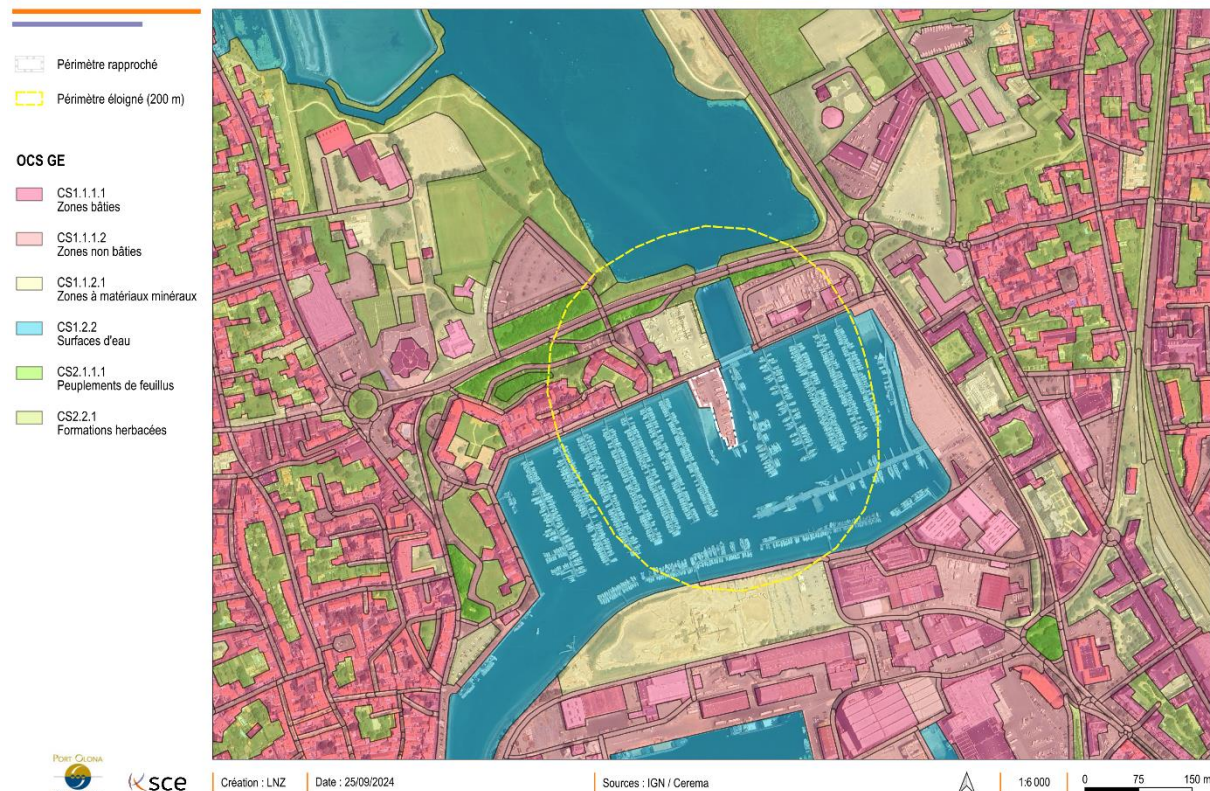 Périmètre rapproché
Périmètre éloigné (200 m)
OCS GE
CS1.1.1.1
Zones bâties
CS1.1.1.2
Zones non bâties
CS1.1.2.1
Zones à matériaux minéraux
CS1.2.2
Surfaces d'eau
CS2.1.1.1
Peuplements de feuillus
CS2.2.1
Formations herbacées
PORT OLONA
sce
Création : LNZ
Date : 25/09/2024
Sources : IGN / Cerema
1:6 000
0 75 150 m